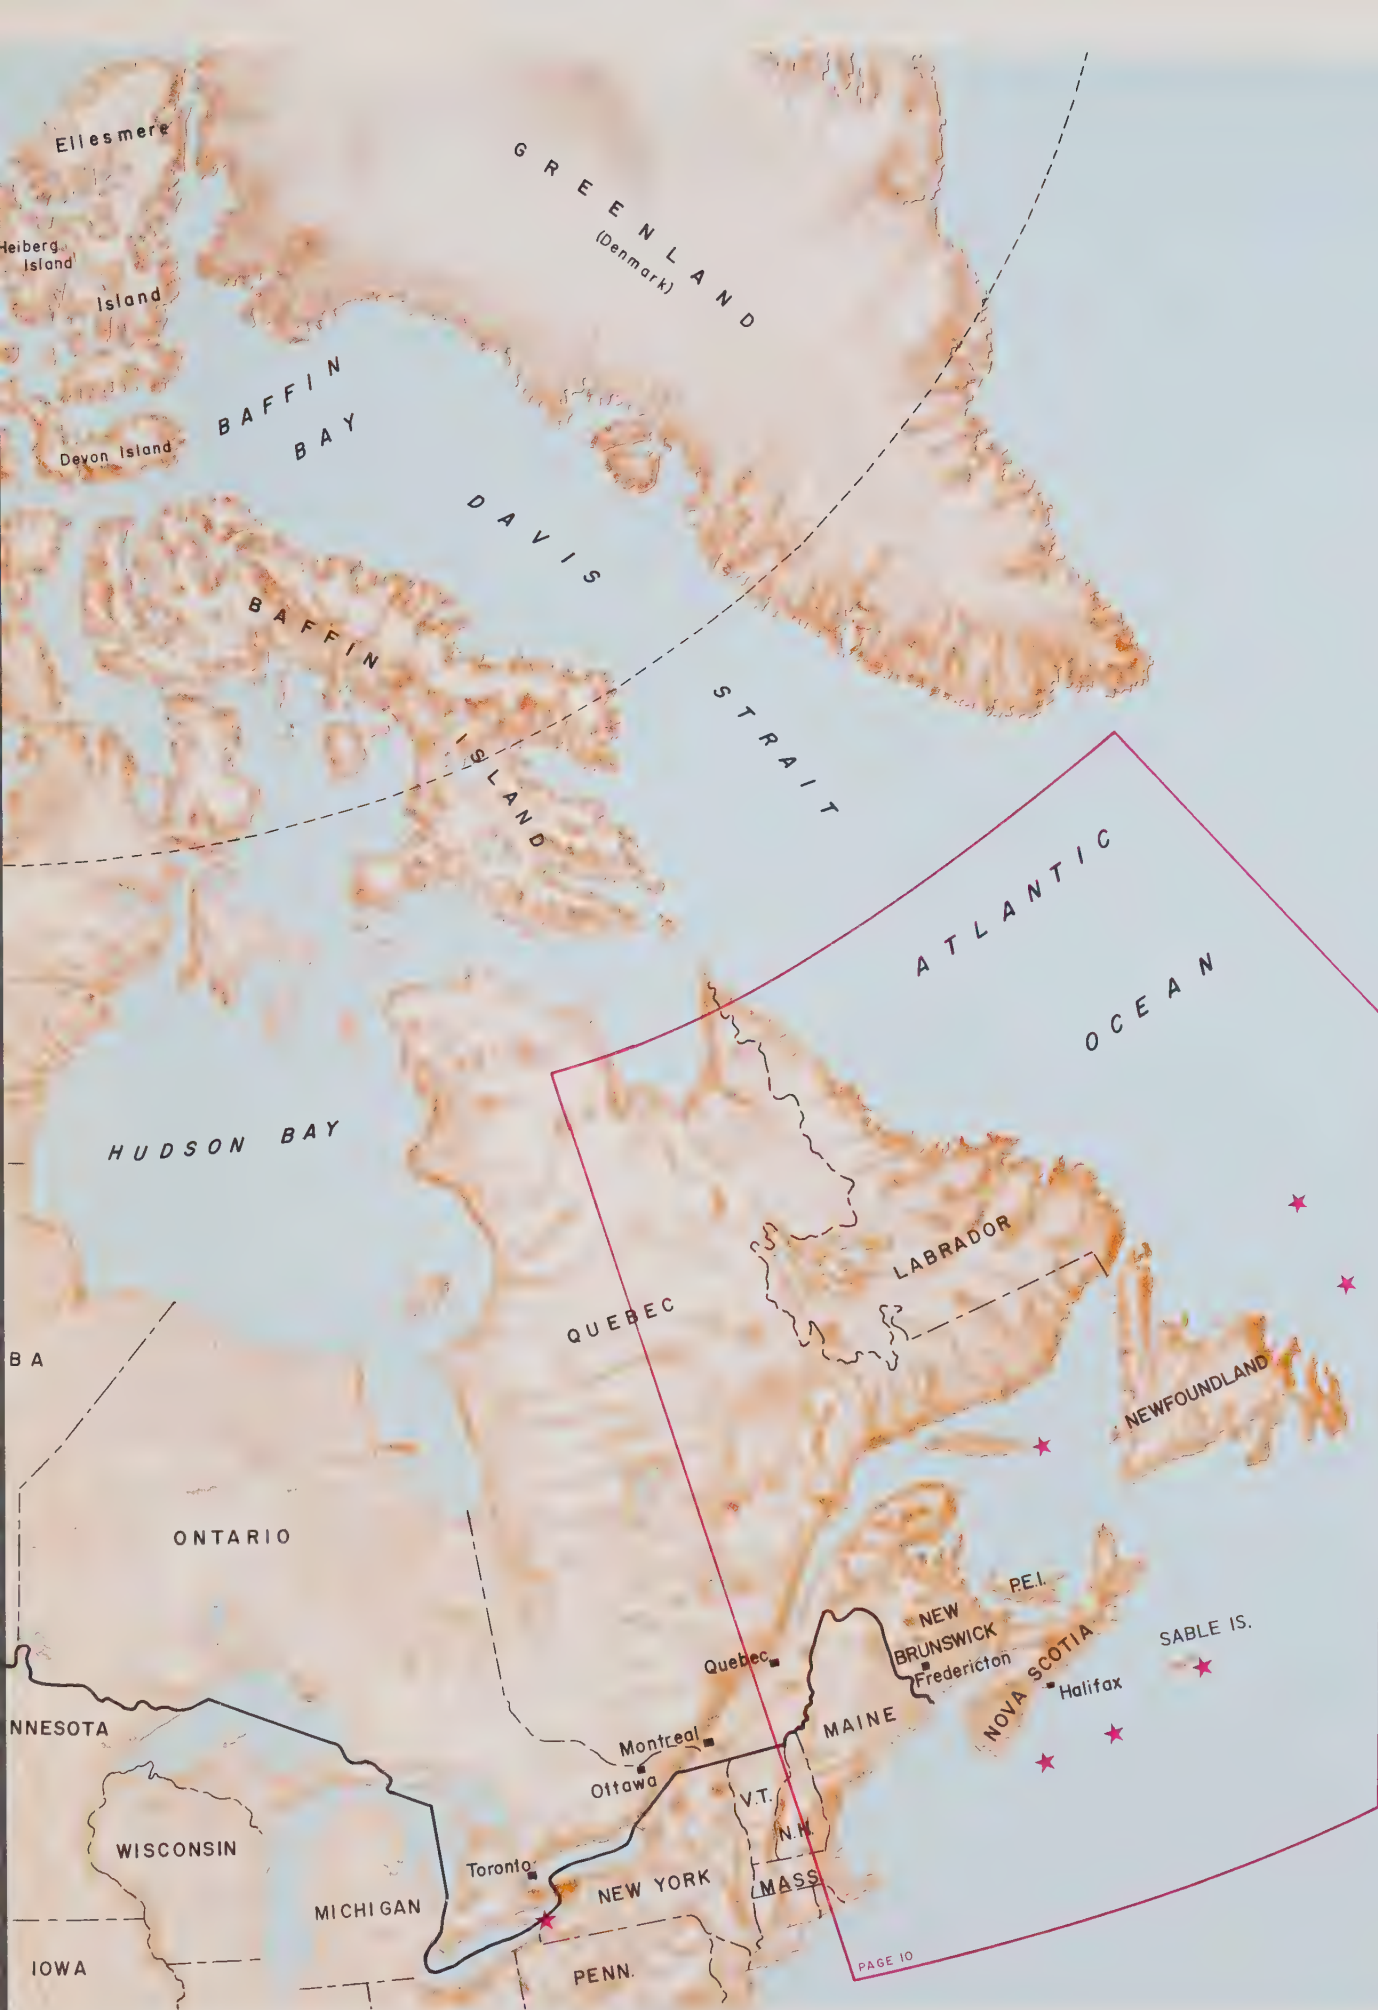 Ellesmere
Heiberg
Island
Island
GREENLAND
(Denmark)
BAFFIN
BAY
Devon Island
DAVIS
STRAIT
BAFFIN
ISLAND
ATLANTIC
OCEAN
HUDSON BAY
LABRADOR
QUEBEC
BA
NEWFOUNDLAND
ONTARIO
P.E.I.
NEW
BRUNSWICK
Fredericton
NOVA SCOTIA
Halifax
SABLE IS.
Quebec
MAINE
NNESOTA
Montreal
Ottawa
V.T.
N.H.
MASS
WISCONSIN
Toronto
NEW YORK
MICHIGAN
IOWA
PENN.
PAGE 10